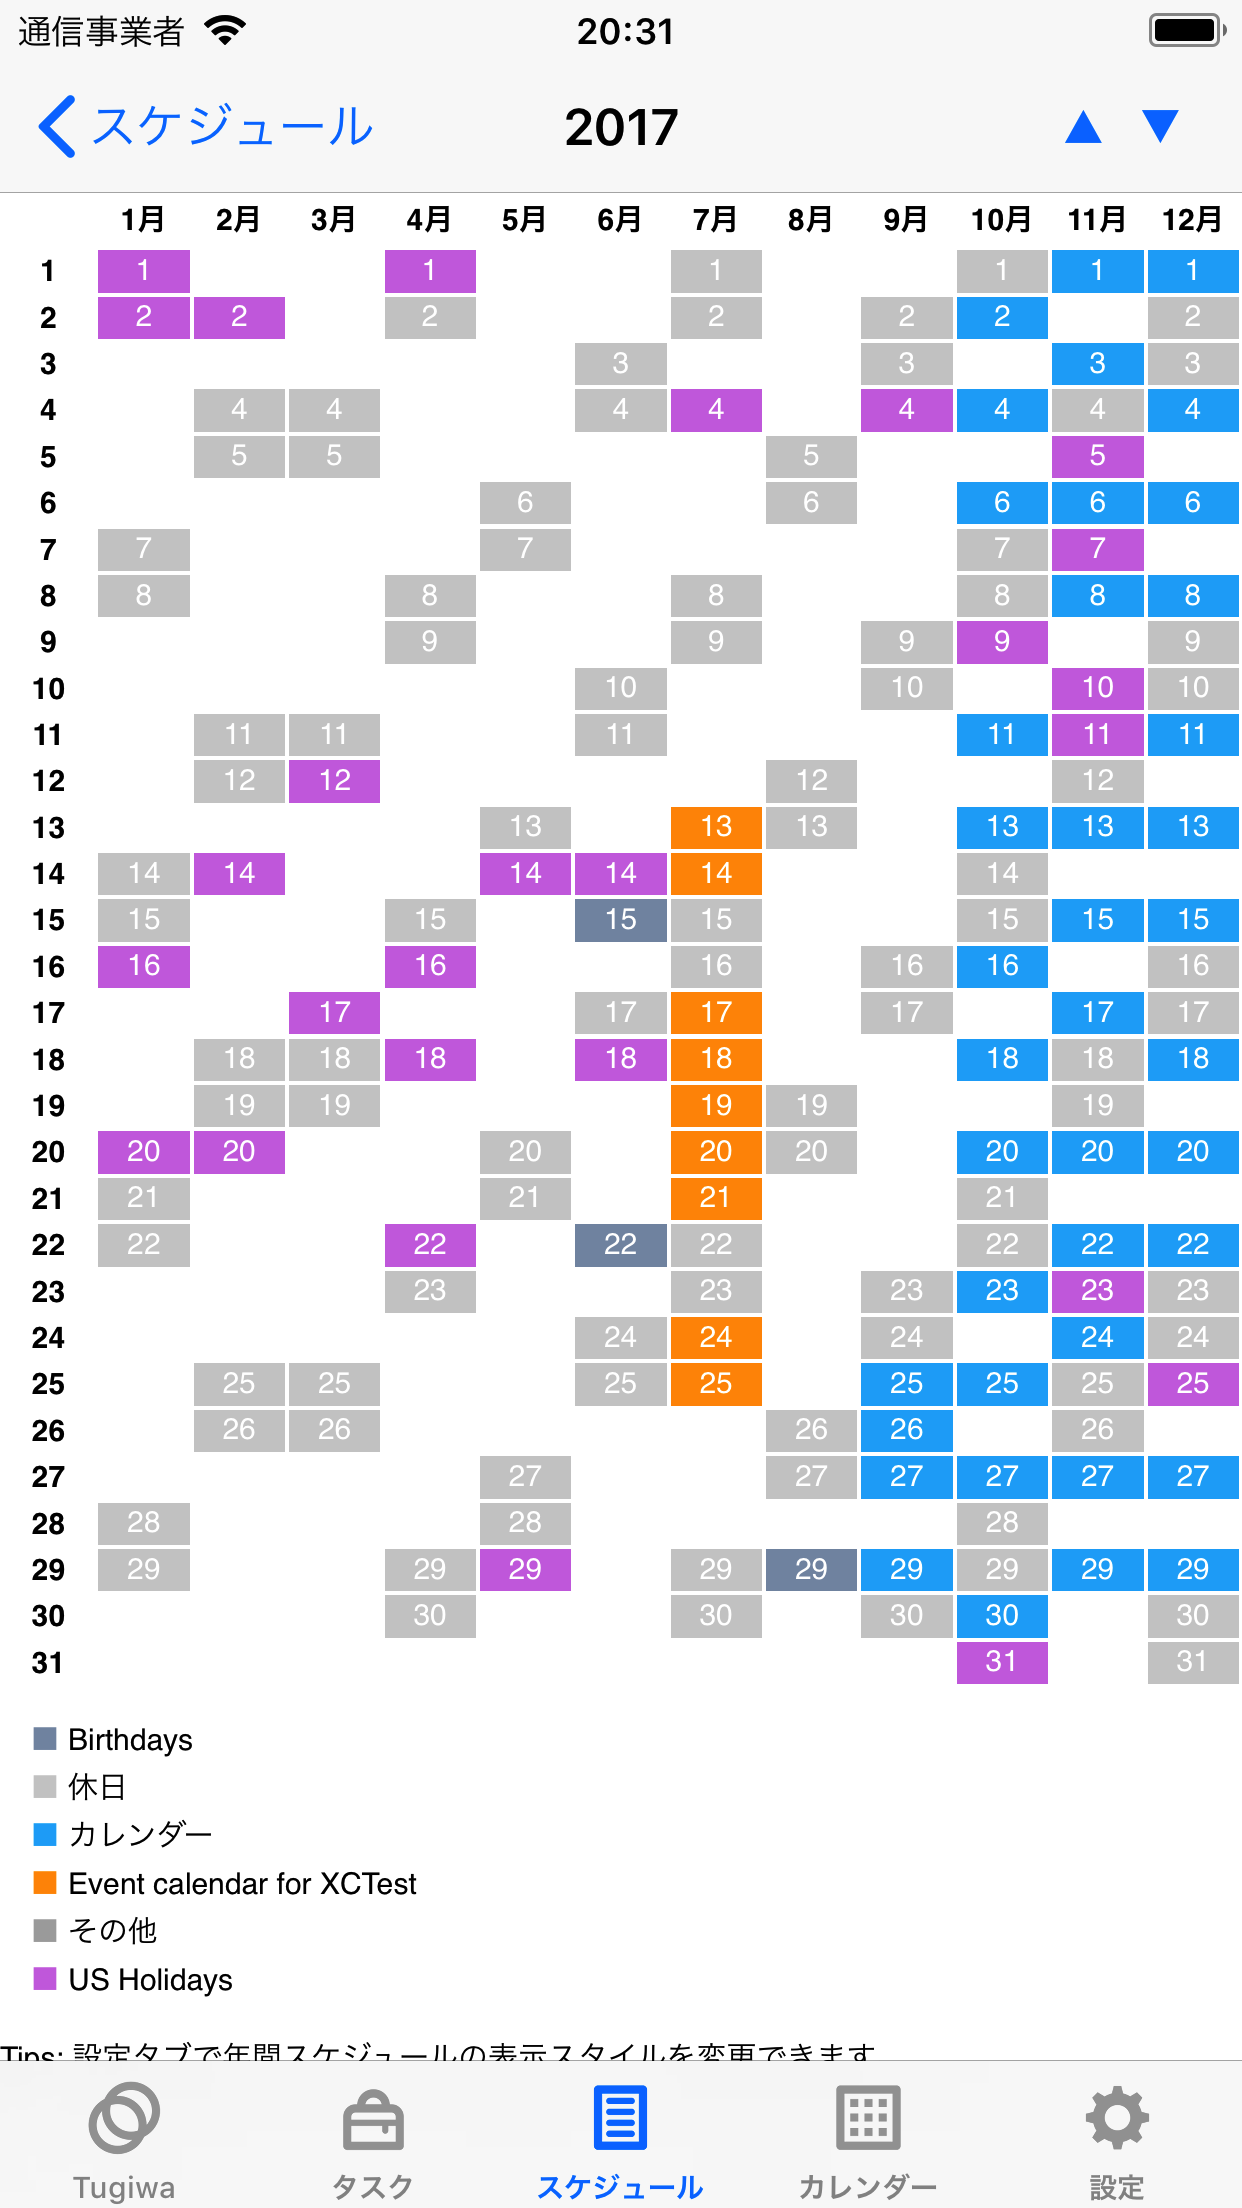 通信事業者 20:31
スケジュール 2017 ▲ ▼
1月 2月 3月 4月 5月 6月 7月 8月 9月 10月 11月 12月
1 1 1 1 1 1 1
2 2 2 2 2 2 2 2
3 3 3 3 3
4 4 4 4 4 4 4 4 4
5 5 5 5 5
6 6 6 6 6 6
7 7 7 7 7
8 8 8 8 8 8 8
9 9 9 9 9 9
10 10 10 10 10
11 11 11 11 11 11 11
12 12 12 12 12
13 13 13 13 13 13 13
14 14 14 14 14 14 14
15 15 15 15 15 15 15 15
16 16 16 16 16 16 16
17 17 17 17 17 17 17
18 18 18 18 18 18 18 18 18
19 19 19 19 19 19
20 20 20 20 20 20 20 20 20
21 21 21 21 21
22 22 22 22 22 22 22 22
23 23 23 23 23 23 23
24 24 24 24 24 24
25 25 25 25 25 25 25 25 25
26 26 26 26 26 26
27 27 27 27 27 27 27
28 28 28 28
29 29 29 29 29 29 29 29 29 29
30 30 30 30 30 30
31 31 31
Birthdays
休日
カレンダー
Event calendar for XCTest
その他
US Holidays
Tips: 設定タブで年間スケジュールの表示スタイルを変更できます
Tugiwa タスク スケジュール カレンダー 設定